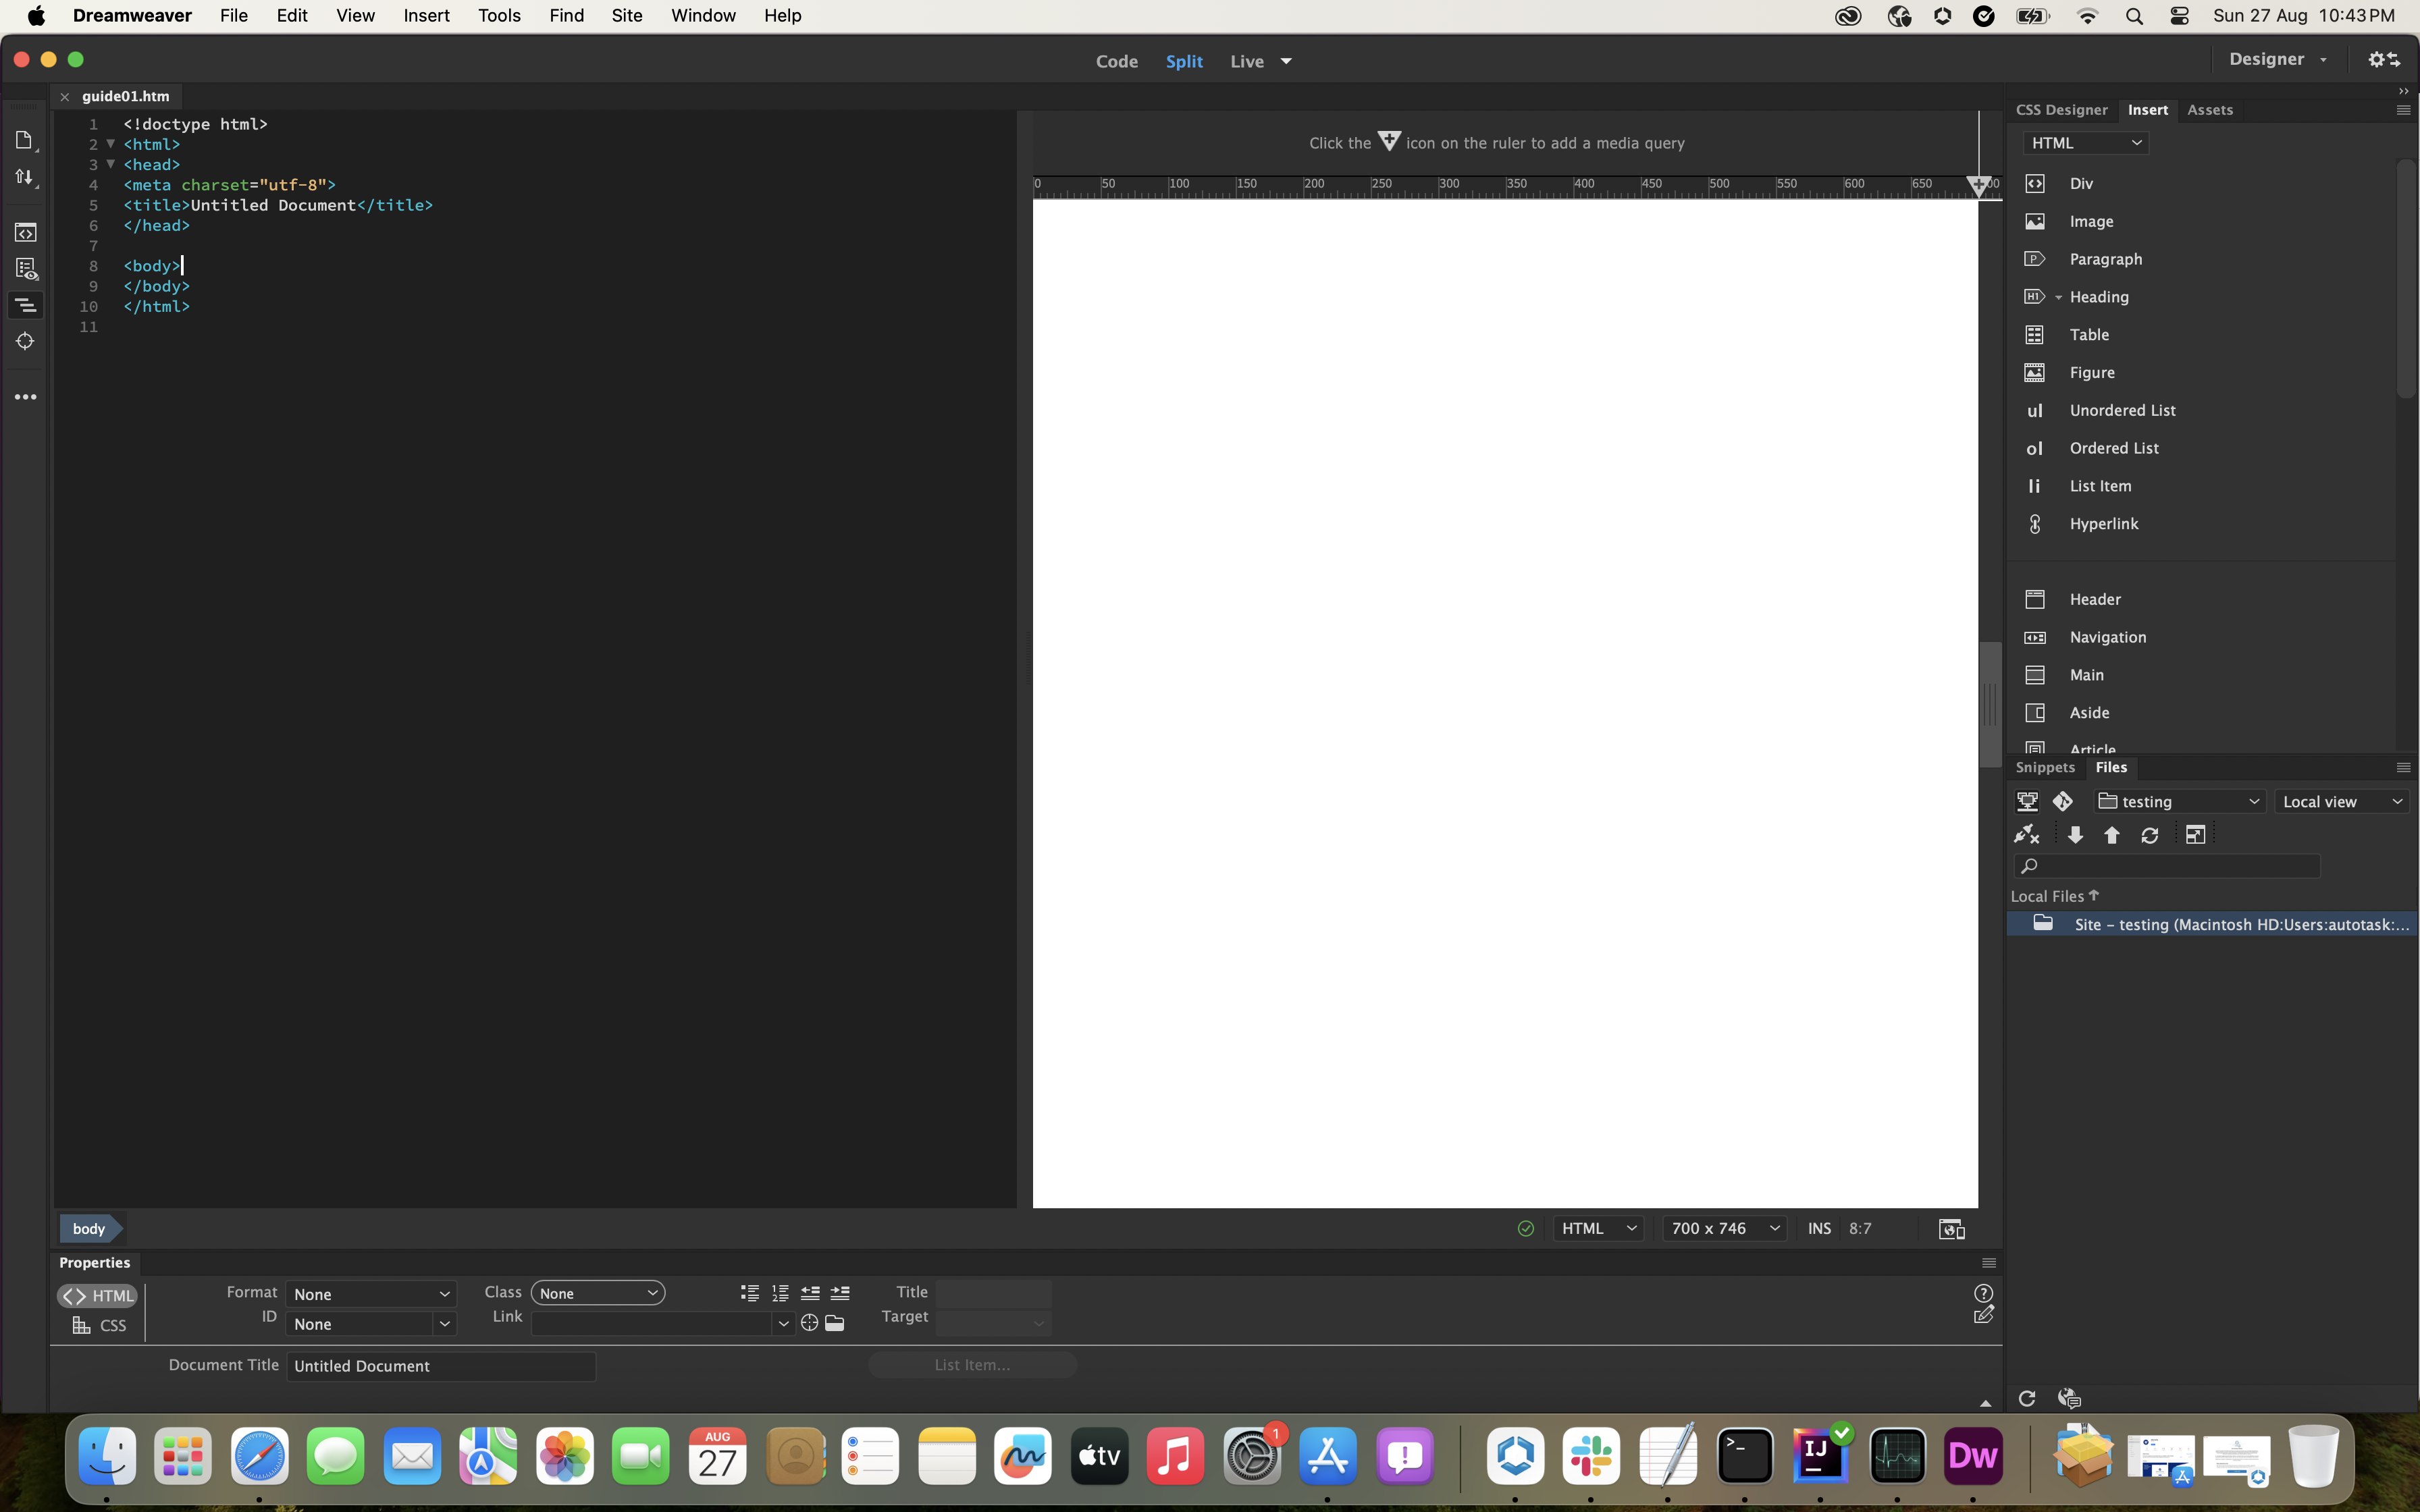 Dreamweaver File Edit View Insert Tools Find Site Window Help Sun 27 Aug 10:43 PM
Code Split Live Designer
guide01.htm
1 <!doctype html>
2 <html>
3 <head>
4 <meta charset="utf-8">
5 <title>Untitled Document</title>
6 </head>
7
8 <body>
9 </body>
10 </html>
11
Click the icon on the ruler to add a media query
0 50 100 150 200 250 300 350 400 450 500 550 600 650
CSS Designer Insert Assets
HTML
Div
Image
P Paragraph
H1 Heading
Table
Figure
ul Unordered List
ol Ordered List
li List Item
Hyperlink
Header
Navigation
Main
Aside
Article
Snippets Files
testing Local view
Local Files
Site – testing (Macintosh HD:Users:autotask:...
body
HTML 700 x 746 INS 8:7
Properties
HTML
CSS
Format None
ID None
Class None
Link
Title
Target
Document Title Untitled Document
List Item...
AUG
27
tv
1
>_
IJ
Dw